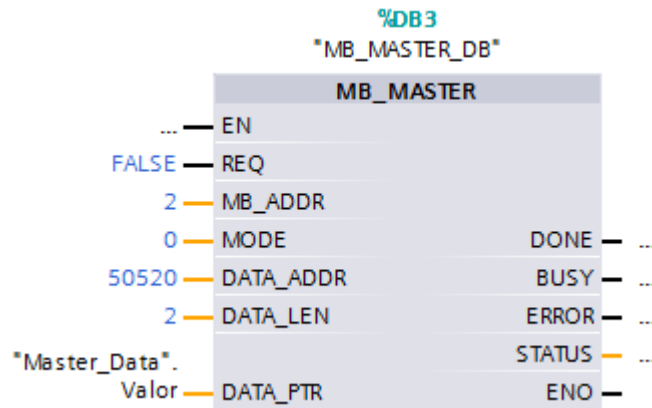 %DB3
"MB_MASTER_DB"
MB_MASTER
... EN
FALSE REQ
2 MB_ADDR
0 MODE DONE ...
50520 DATA_ADDR BUSY ...
2 DATA_LEN ERROR ...
STATUS ...
"Master_Data".
Valor DATA_PTR ENO